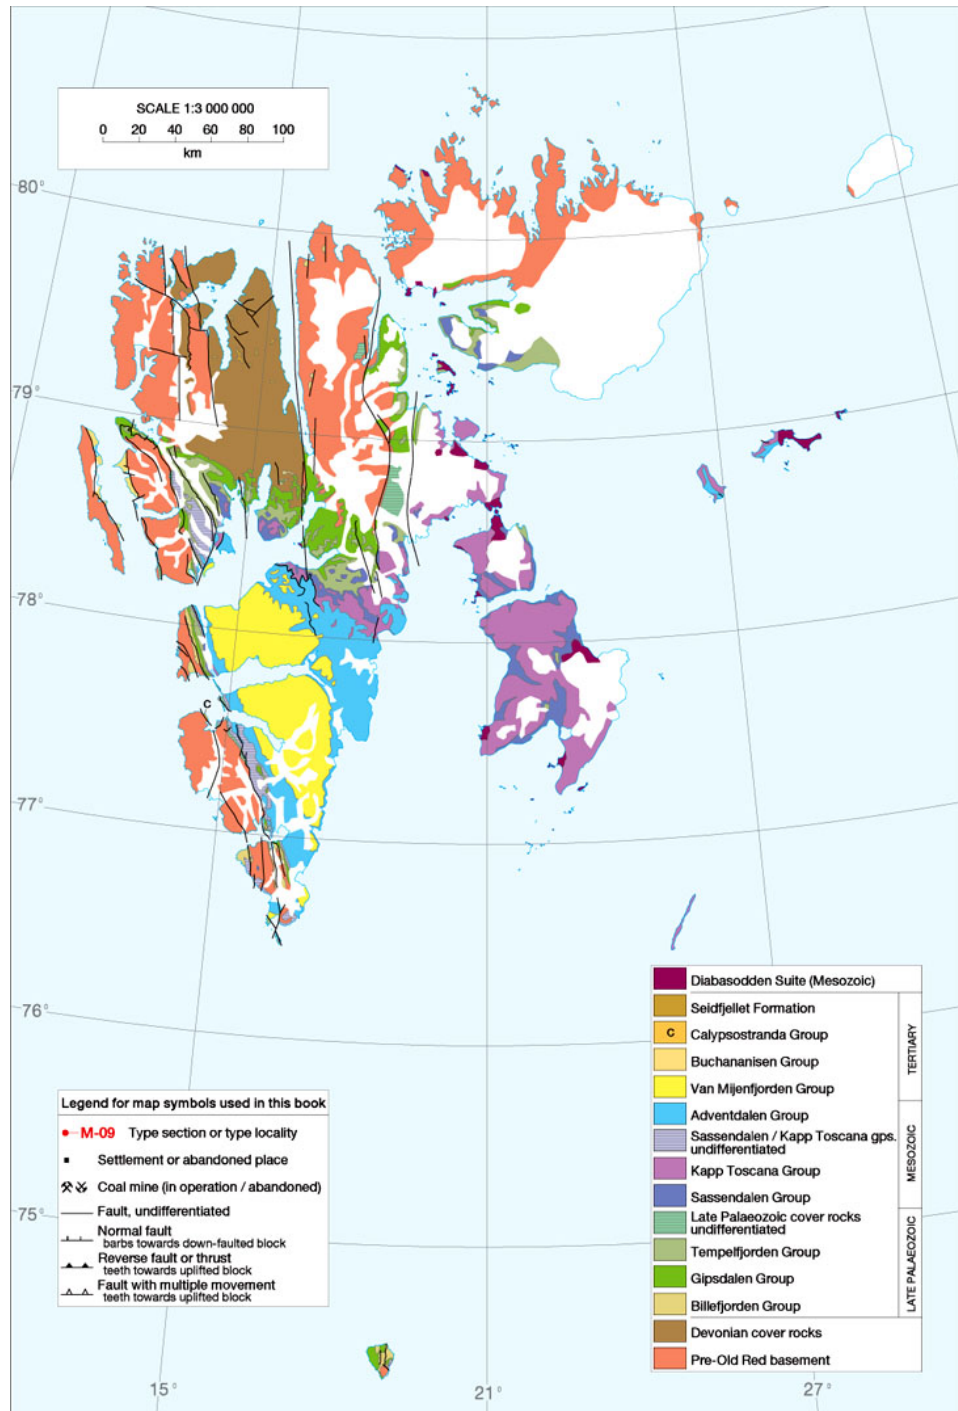 SCALE 1:3 000 000
0 20 40 60 80 100
km
80°
79°
78°
C
77°
76°
75°
15° 21° 27°
Diabasodden Suite (Mesozoic)
Seidfjellet Formation
C Calypsostranda Group
Buchananisen Group
Van Mijenfjorden Group
TERTIARY
Adventdalen Group
Sassendalen / Kapp Toscana gps.
undifferentiated
Kapp Toscana Group
Sassendalen Group
MESOZOIC
Late Palaeozoic cover rocks
undifferentiated
Tempelfjorden Group
Gipsdalen Group
Billefjorden Group
LATE PALAEOZOIC
Devonian cover rocks
Pre-Old Red basement
Legend for map symbols used in this book
M-09 Type section or type locality
Settlement or abandoned place
Coal mine (in operation / abandoned)
Fault, undifferentiated
Normal fault
barbs towards down-faulted block
Reverse fault or thrust
teeth towards uplifted block
Fault with multiple movement
teeth towards uplifted block